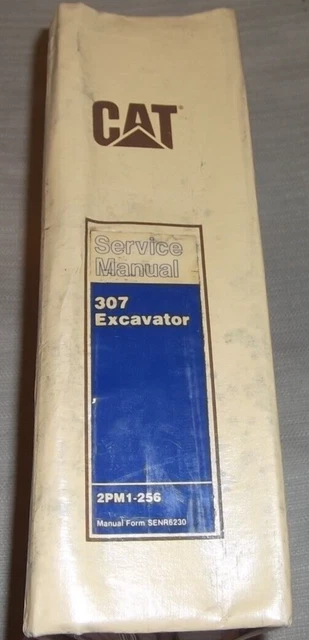 CAT®
Service
Manual
307
Excavator
2PM1-256
Manual Form SENR6230